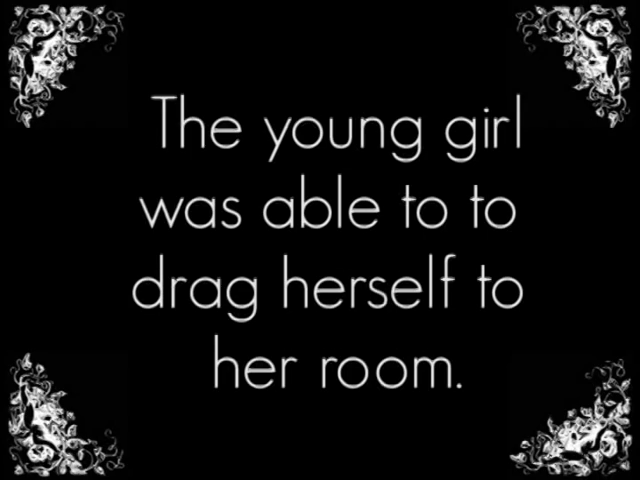 The young girl
was able to to
drag herself to
her room.